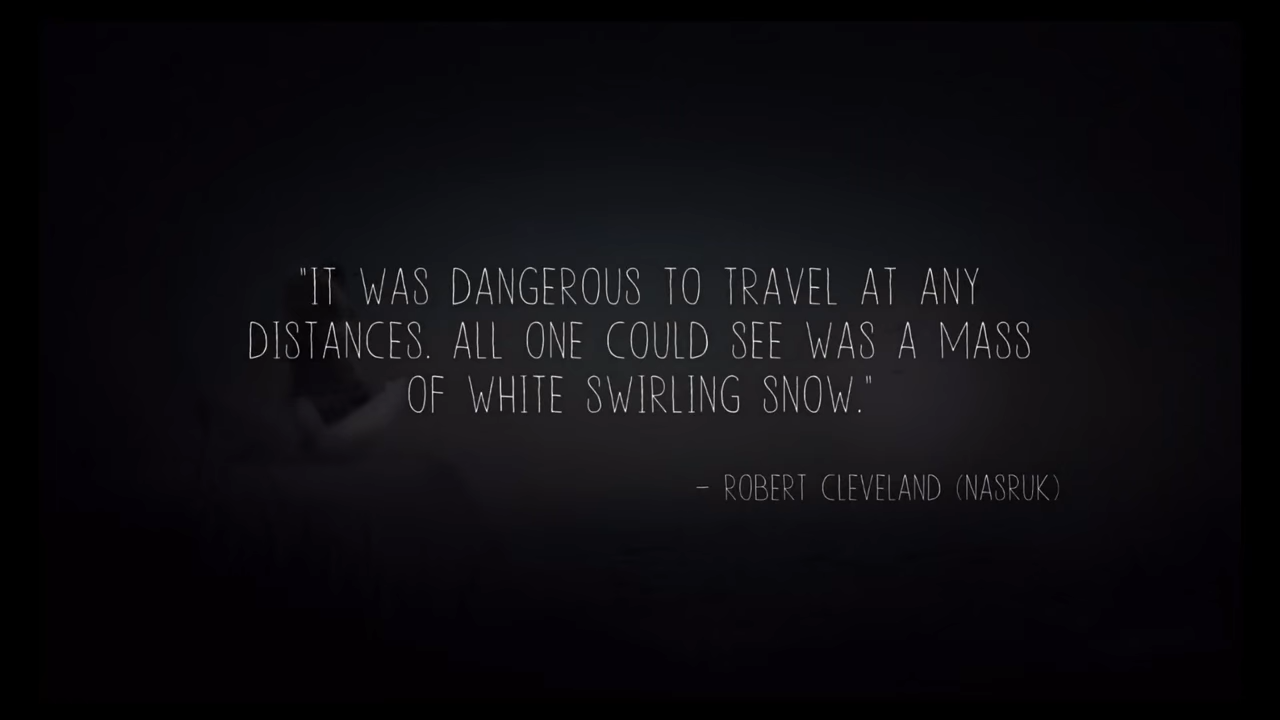 "IT WAS DANGEROUS TO TRAVEL AT ANY
DISTANCES. ALL ONE COULD SEE WAS A MASS
OF WHITE SWIRLING SNOW."
– ROBERT CLEVELAND (NASRUK)